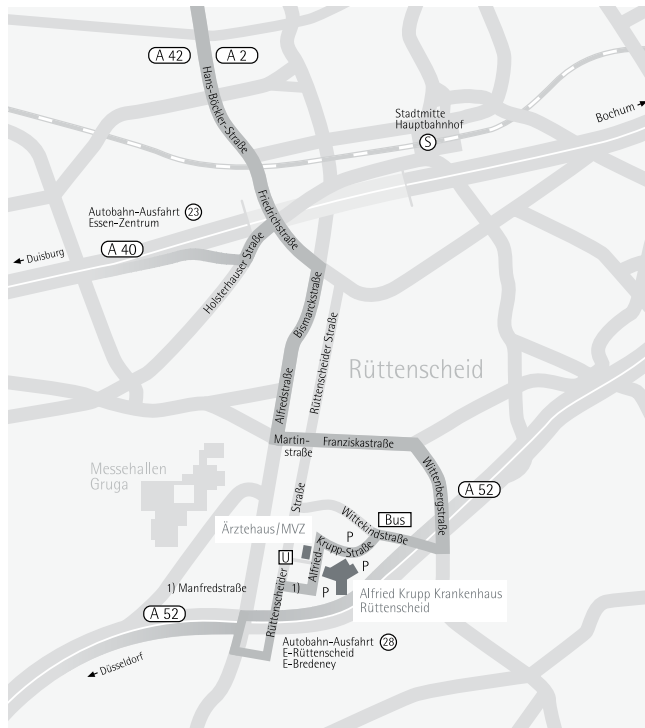 A 42
A 2
Hans-Böckler-Straße
Stadtmitte
Hauptbahnhof
S
Bochum
Autobahn-Ausfahrt 23
Essen-Zentrum
Friedrichstraße
A 40
Duisburg
Holsterhauser Straße
Bismarckstraße
Rüttenscheider Straße
Rüttenscheid
Alfredstraße
Martin-
straße
Franziskastraße
Wittenbergstraße
Messehallen
Gruga
A 52
Rüttenscheider Straße
Bus
Wittekindstraße
Ärztehaus/MVZ
P
Alfried-
Krupp-Straße
U
P
1) Manfredstraße
1)
P
Alfried Krupp Krankenhaus
Rüttenscheid
A 52
Autobahn-Ausfahrt 28
E-Rüttenscheid
E-Bredeney
Düsseldorf